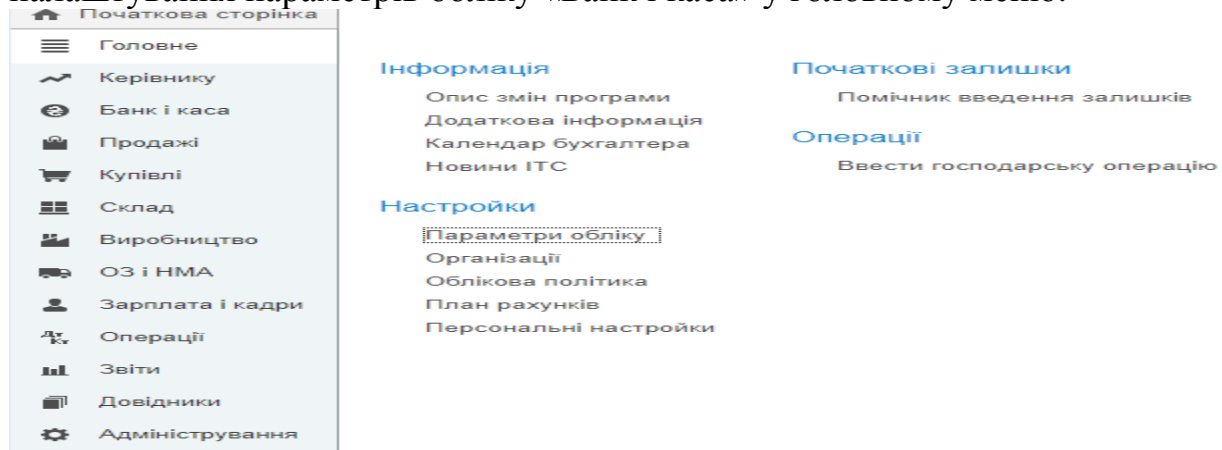 налаштування параметрів обліку «Банк і каса» у головному меню.
Початкова сторінка
Головне
Керівнику
Банк і каса
Продажі
Купівлі
Склад
Виробництво
ОЗ і НМА
Зарплата і кадри
Операції
Звіти
Довідники
Адміністрування
Інформація
Опис змін програми
Додаткова інформація
Календар бухгалтера
Новини ІТС
Настройки
Параметри обліку
Організації
Облікова політика
План рахунків
Персональні настройки
Початкові залишки
Помічник введення залишків
Операції
Ввести господарську операцію